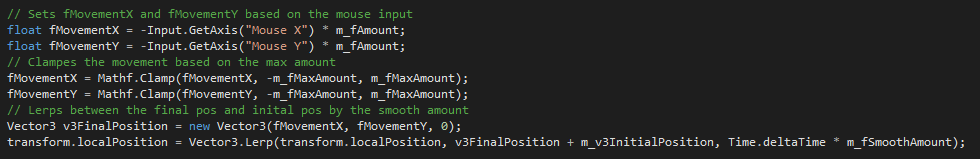 // Sets fMovementX and fMovementY based on the mouse input
float fMovementX = -Input.GetAxis("Mouse X") * m_fAmount;
float fMovementY = -Input.GetAxis("Mouse Y") * m_fAmount;
// Clampes the movement based on the max amount
fMovementX = Mathf.Clamp(fMovementX, -m_fMaxAmount, m_fMaxAmount);
fMovementY = Mathf.Clamp(fMovementY, -m_fMaxAmount, m_fMaxAmount);
// Lerps between the final pos and inital pos by the smooth amount
Vector3 v3FinalPosition = new Vector3(fMovementX, fMovementY, 0);
transform.localPosition = Vector3.Lerp(transform.localPosition, v3FinalPosition + m_v3InitialPosition, Time.deltaTime * m_fSmoothAmount);